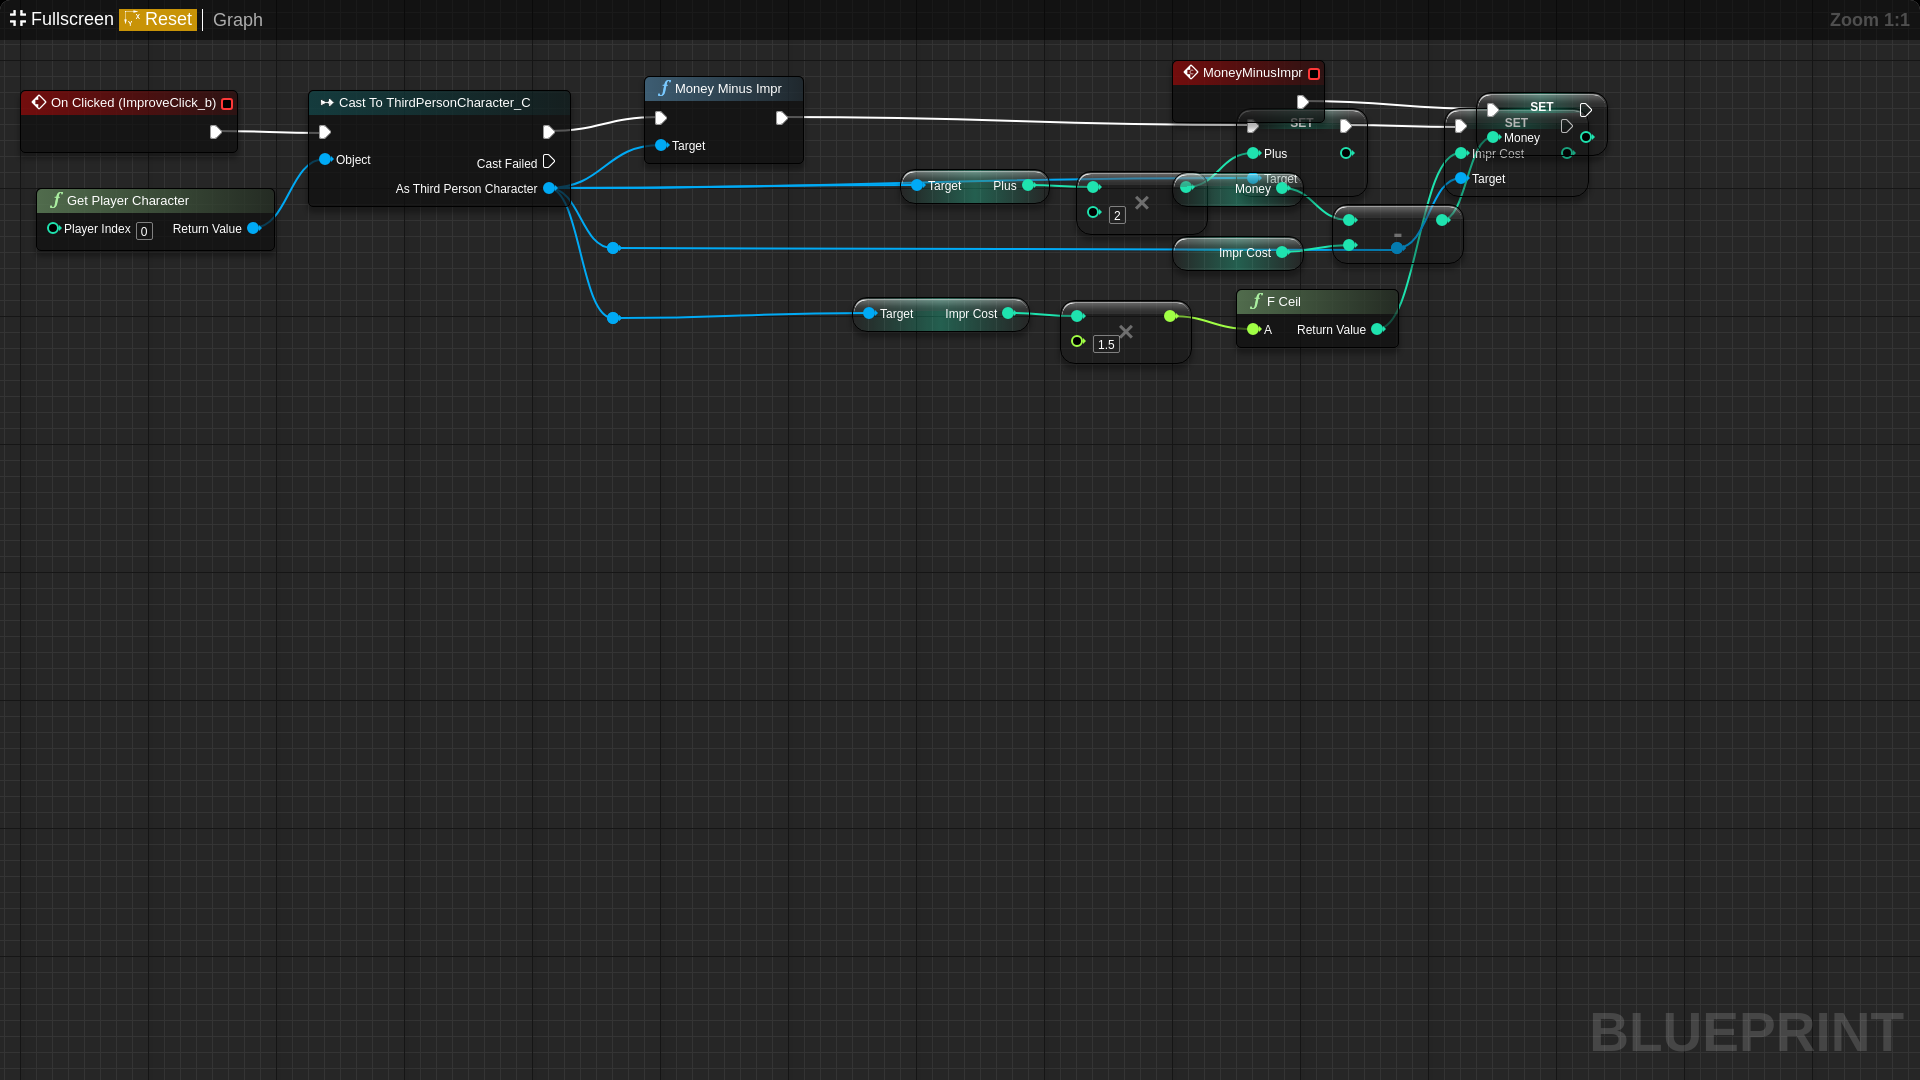 Fullscreen Reset Graph
Zoom 1:1
On Clicked (ImproveClick_b)
Get Player Character
Player Index 0 Return Value
Cast To ThirdPersonCharacter_C
Object
Cast Failed
As Third Person Character
Money Minus Impr
Target
Target Plus
2
SET
Plus
Target
MoneyMinusImpr
Money
Impr Cost
-
SET
Impr Cost
Target
SET
Money
Target Impr Cost
1.5
F Ceil
A Return Value
BLUEPRINT